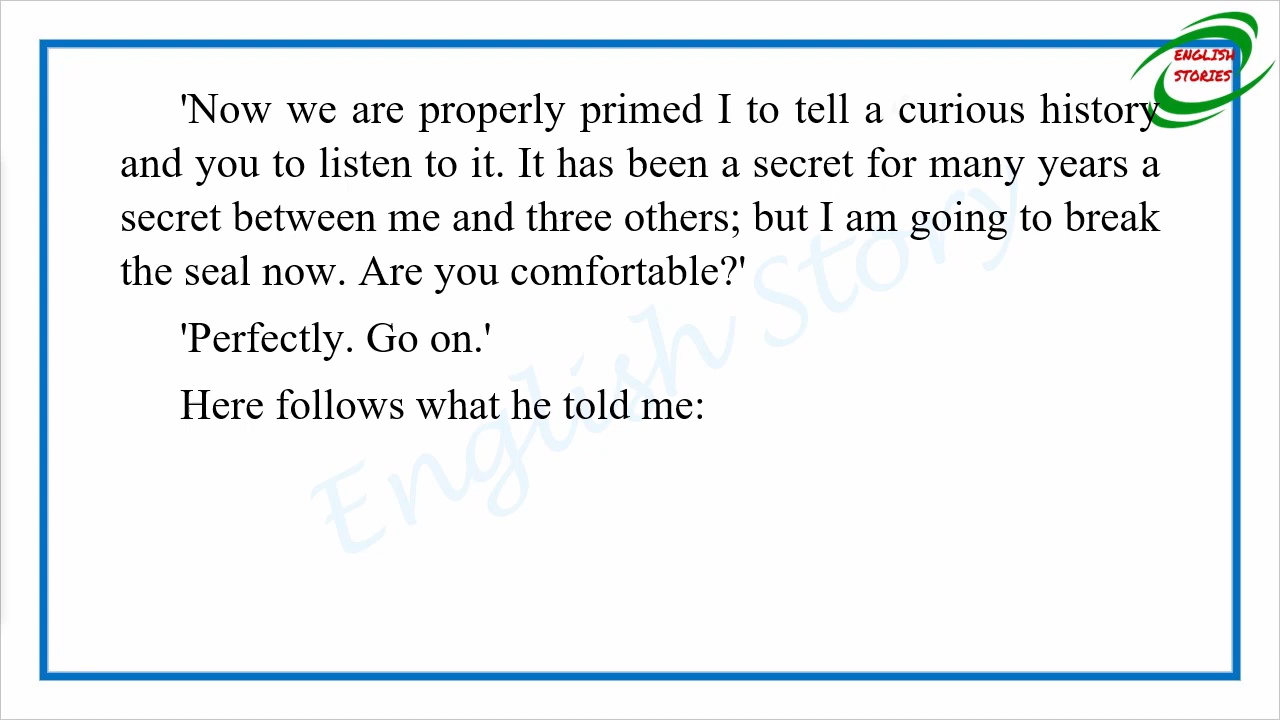 ENGLISH
STORIES
'Now we are properly primed I to tell a curious history
and you to listen to it. It has been a secret for many years a
secret between me and three others; but I am going to break
the seal now. Are you comfortable?'
'Perfectly. Go on.'
Here follows what he told me:
English Story